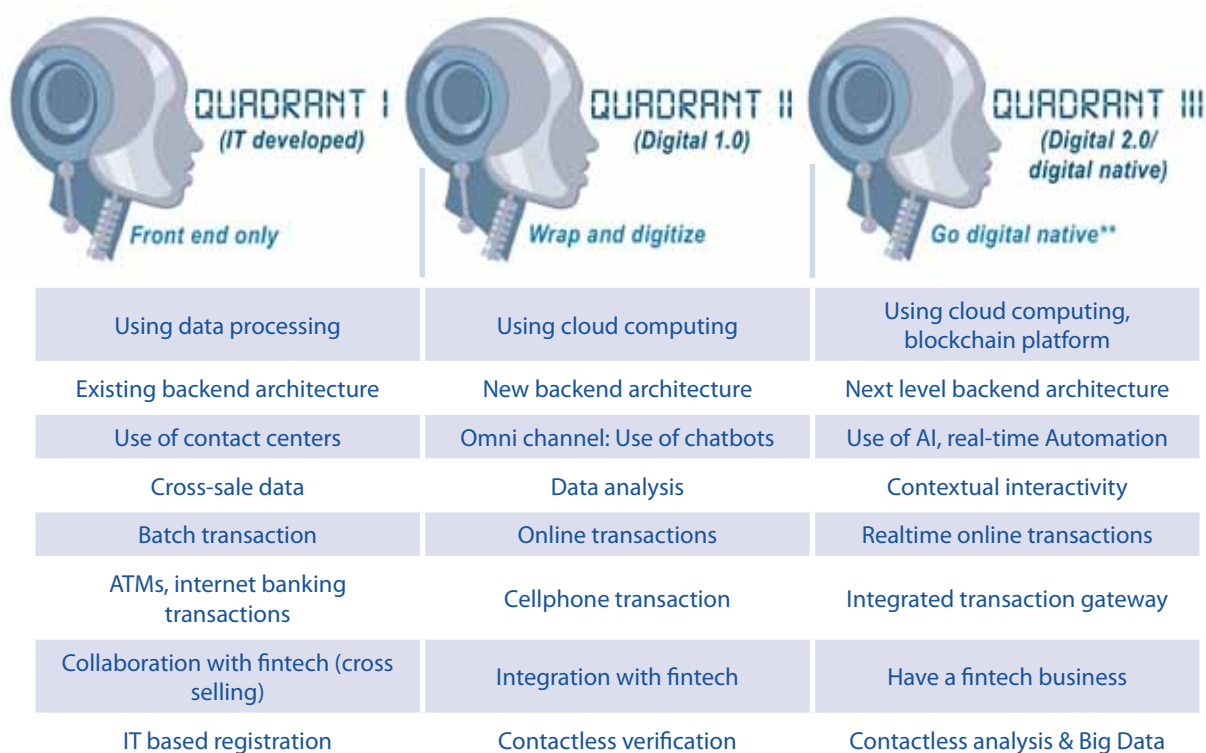 QUADRANT I
(IT developed)
Front end only
QUADRANT II
(Digital 1.0)
Wrap and digitize
QUADRANT III
(Digital 2.0/
digital native)
Go digital native**
Using data processing
Using cloud computing
Using cloud computing,
blockchain platform
Existing backend architecture
New backend architecture
Next level backend architecture
Use of contact centers
Omni channel: Use of chatbots
Use of AI, real-time Automation
Cross-sale data
Data analysis
Contextual interactivity
Batch transaction
Online transactions
Realtime online transactions
ATMs, internet banking
transactions
Cellphone transaction
Integrated transaction gateway
Collaboration with fintech (cross
selling)
Integration with fintech
Have a fintech business
IT based registration
Contactless verification
Contactless analysis & Big Data